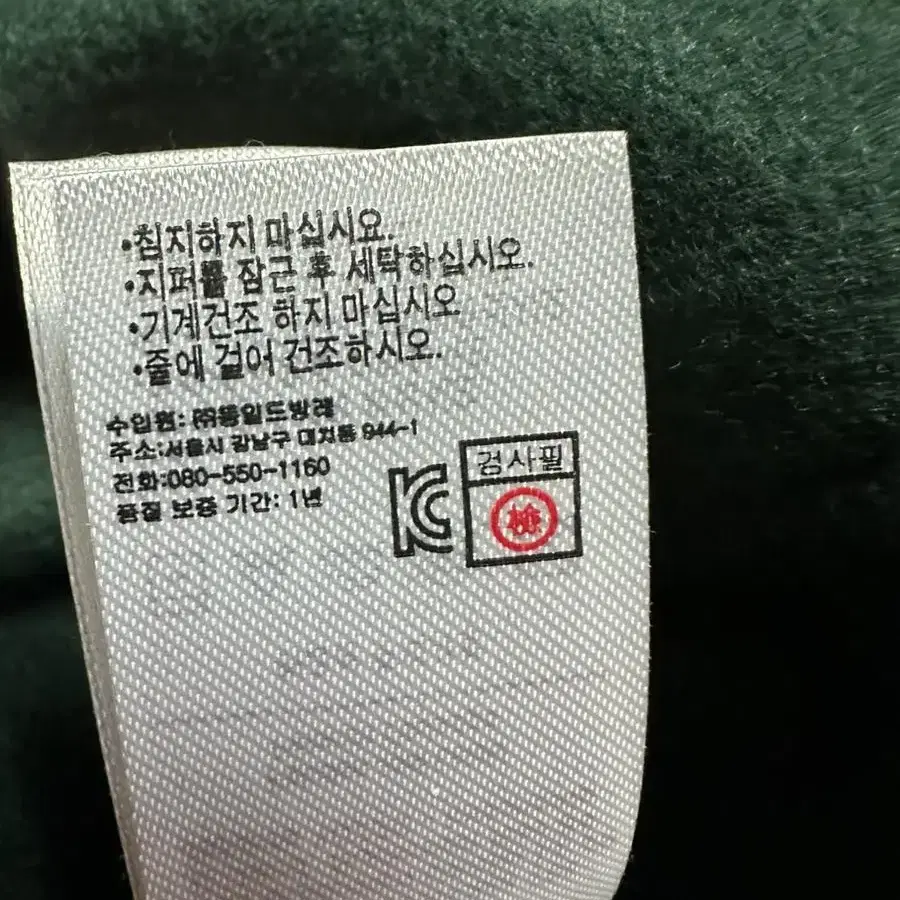 •침지하지 마십시요.
•지퍼를 잠근 후 세탁하십시오.
•기계건조 하지 마십시오
•줄에 걸어 건조하시오.
수입원: ㈜동일드방레
주소:서울시 강남구 대치동 944-1
전화:080-550-1160
품질 보증 기간: 1년
KC
검사필
檢